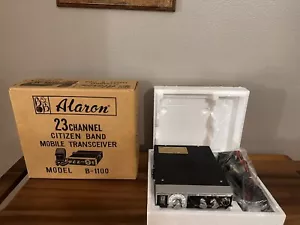 Alaron
23 CHANNEL
CITIZEN BAND
MOBILE TRANSCEIVER
MODEL B-1100